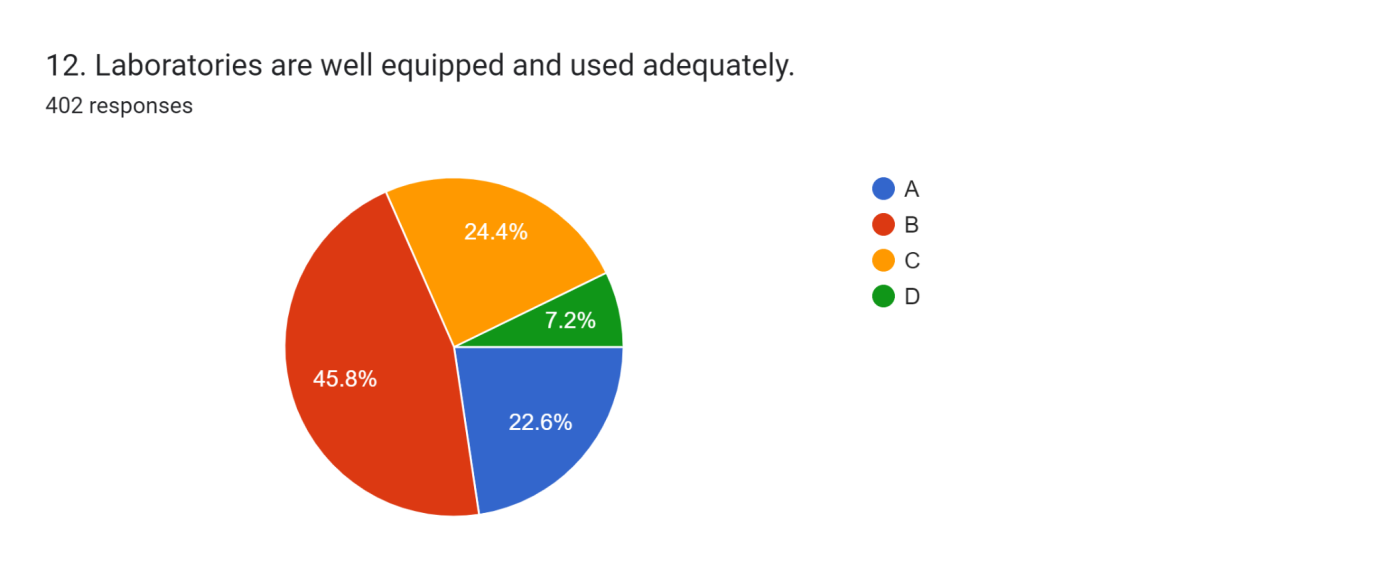 12. Laboratories are well equipped and used adequately.
402 responses
24.4%
7.2%
45.8%
22.6%
A
B
C
D